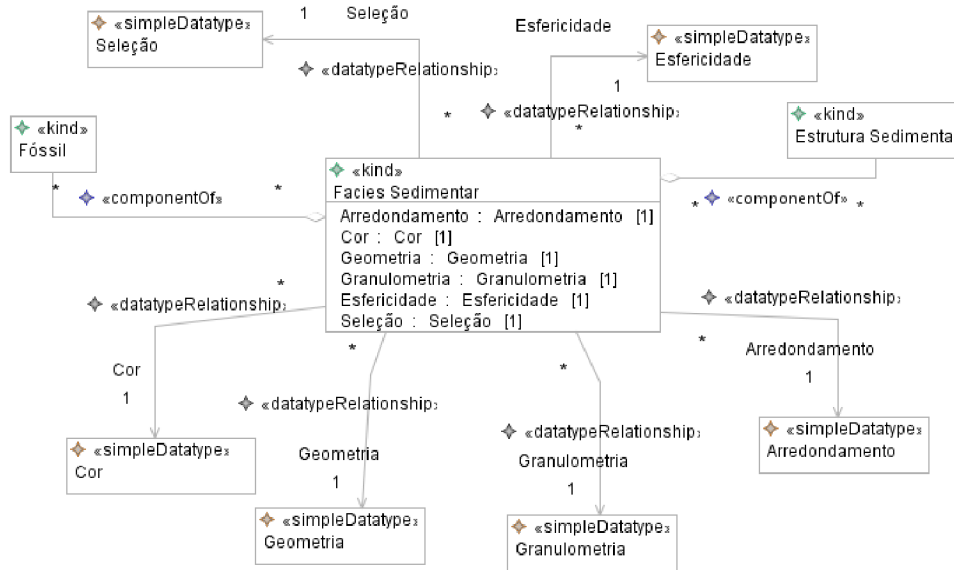 «simpleDatatype»
Seleção
1 Seleção
«datatypeRelationship›
*
Esfericidade
«simpleDatatype»
Esfericidade
1
«datatypeRelationship›
*
«kind»
Fóssil
*
«componentOf»
*
«kind»
Estrutura Sedimenta
*
«componentOf»
*
«kind»
Facies Sedimentar
Arredondamento : Arredondamento [1]
Cor : Cor [1]
Geometria : Geometria [1]
Granulometria : Granulometria [1]
Esfericidade : Esfericidade [1]
Seleção : Seleção [1]
*
«datatypeRelationship›
Cor
1
«simpleDatatype»
Cor
*
«datatypeRelationship›
Geometria
1
«simpleDatatype»
Geometria
*
«datatypeRelationship›
Granulometria
1
«simpleDatatype»
Granulometria
«datatypeRelationship›
*
Arredondamento
1
«simpleDatatype»
Arredondamento